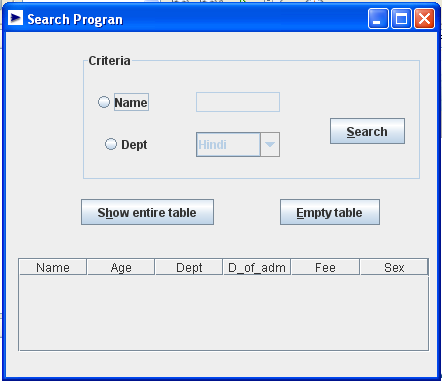 Search Progran
Criteria
Name
Dept Hindi
Search
Show entire table Empty table
Name Age Dept D_of_adm Fee Sex